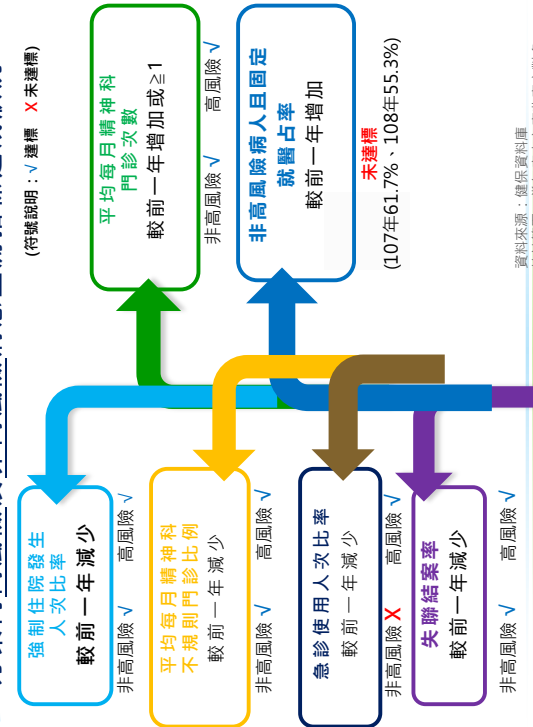 (符號說明：√ 達標 X 未達標)
強制住院發生
人次比率
較前一年減少
非高風險 √ 高風險 √
平均每月精神科
不規則門診比例
較前一年減少
非高風險 √ 高風險 √
急診使用人次比率
較前一年減少
非高風險 X 高風險 √
失聯結案率
較前一年減少
非高風險 √ 高風險 √
平均每月精神科
門診次數
較前一年增加或≧1
非高風險 √ 高風險 √
非高風險病人且固定
就醫占率
較前一年增加
未達標
(107年61.7%、108年55.3%)
資料來源：健保資料庫